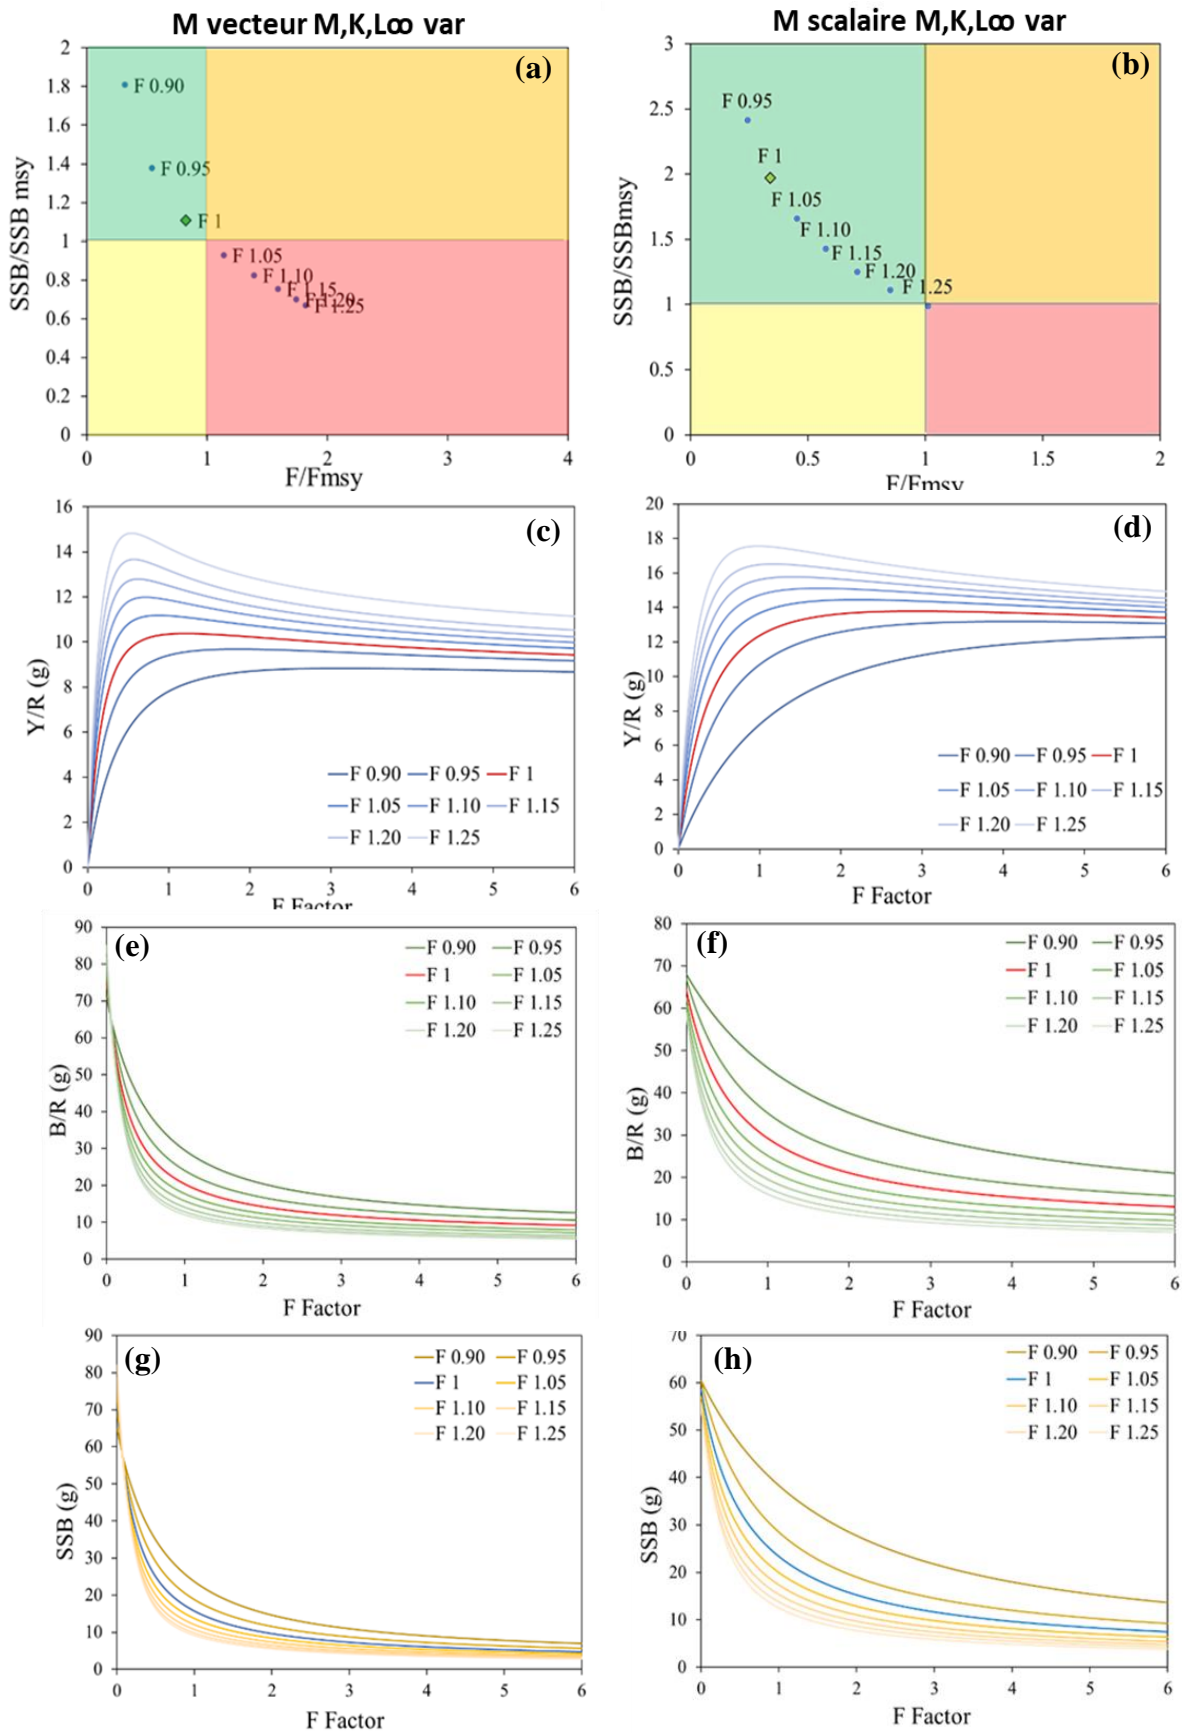 M vecteur M,K,L∞ var
M scalaire M,K,L∞ var
(a)
SSB/SSB msy
2
1.8
1.6
1.4
1.2
1
0.8
0.6
0.4
0.2
0
F 0.90
F 0.95
F 1
F 1.05
F 1.10
F 1.15
F 1.20
F 1.25
0 1 2 3 4
F/Fmsy
(b)
SSB/SSBmsy
3
2.5
2
1.5
1
0.5
0
F 0.95
F 1
F 1.05
F 1.10
F 1.15
F 1.20
F 1.25
0 0.5 1 1.5 2
F/Fmsy
(c)
Y/R (g)
16
14
12
10
8
6
4
2
0
F 0.90 F 0.95 F 1
F 1.05 F 1.10 F 1.15
F 1.20 F 1.25
0 1 2 3 4 5 6
F Factor
(d)
Y/R (g)
20
18
16
14
12
10
8
6
4
2
0
F 0.90 F 0.95 F 1
F 1.05 F 1.10 F 1.15
F 1.20 F 1.25
0 1 2 3 4 5 6
F Factor
(e)
B/R (g)
90
80
70
60
50
40
30
20
10
0
F 0.90 F 0.95
F 1 F 1.05
F 1.10 F 1.15
F 1.20 F 1.25
0 1 2 3 4 5 6
F Factor
(f)
B/R (g)
80
70
60
50
40
30
20
10
0
F 0.90 F 0.95
F 1 F 1.05
F 1.10 F 1.15
F 1.20 F 1.25
0 1 2 3 4 5 6
F Factor
(g)
SSB (g)
90
80
70
60
50
40
30
20
10
0
F 0.90 F 0.95
F 1 F 1.05
F 1.10 F 1.15
F 1.20 F 1.25
0 1 2 3 4 5 6
F Factor
(h)
SSB (g)
70
60
50
40
30
20
10
0
F 0.90 F 0.95
F 1 F 1.05
F 1.10 F 1.15
F 1.20 F 1.25
0 1 2 3 4 5 6
F Factor